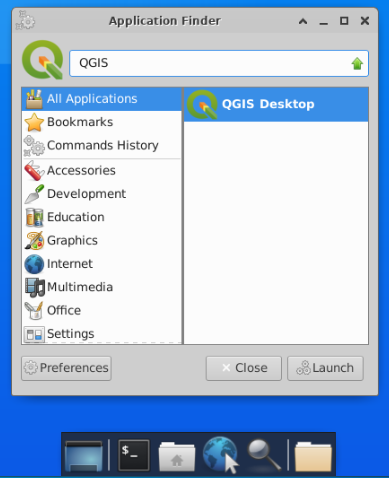 Application Finder
QGIS
All Applications
QGIS Desktop
Bookmarks
Commands History
Accessories
Development
Education
Graphics
Internet
Multimedia
Office
Settings
Preferences
Close
Launch
$_